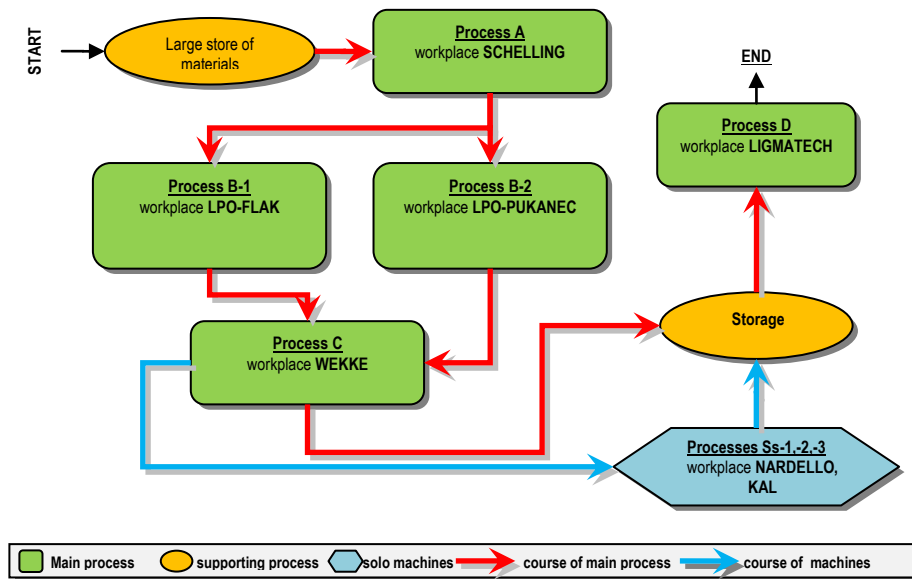 START
Large store of
materials
Process A
workplace SCHELLING
END
Process D
workplace LIGMATECH
Process B-1
workplace LPO-FLAK
Process B-2
workplace LPO-PUKANEC
Storage
Process C
workplace WEKKE
Processes Ss-1,-2,-3
workplace NARDELLO,
KAL
Main process supporting process solo machines course of main process course of machines